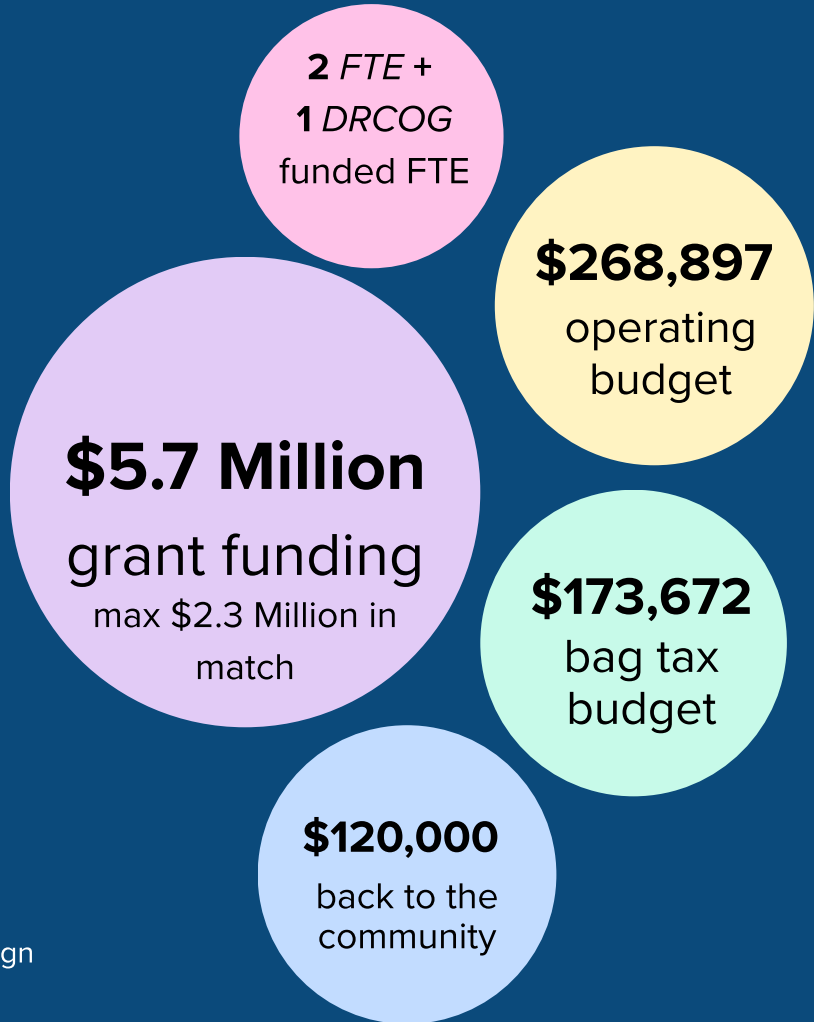 2 FTE +
1 DRCOG
funded FTE
$268,897
operating
budget
$5.7 Million
grant funding
max $2.3 Million in
match
$173,672
bag tax
budget
$120,000
back to the
community
gn